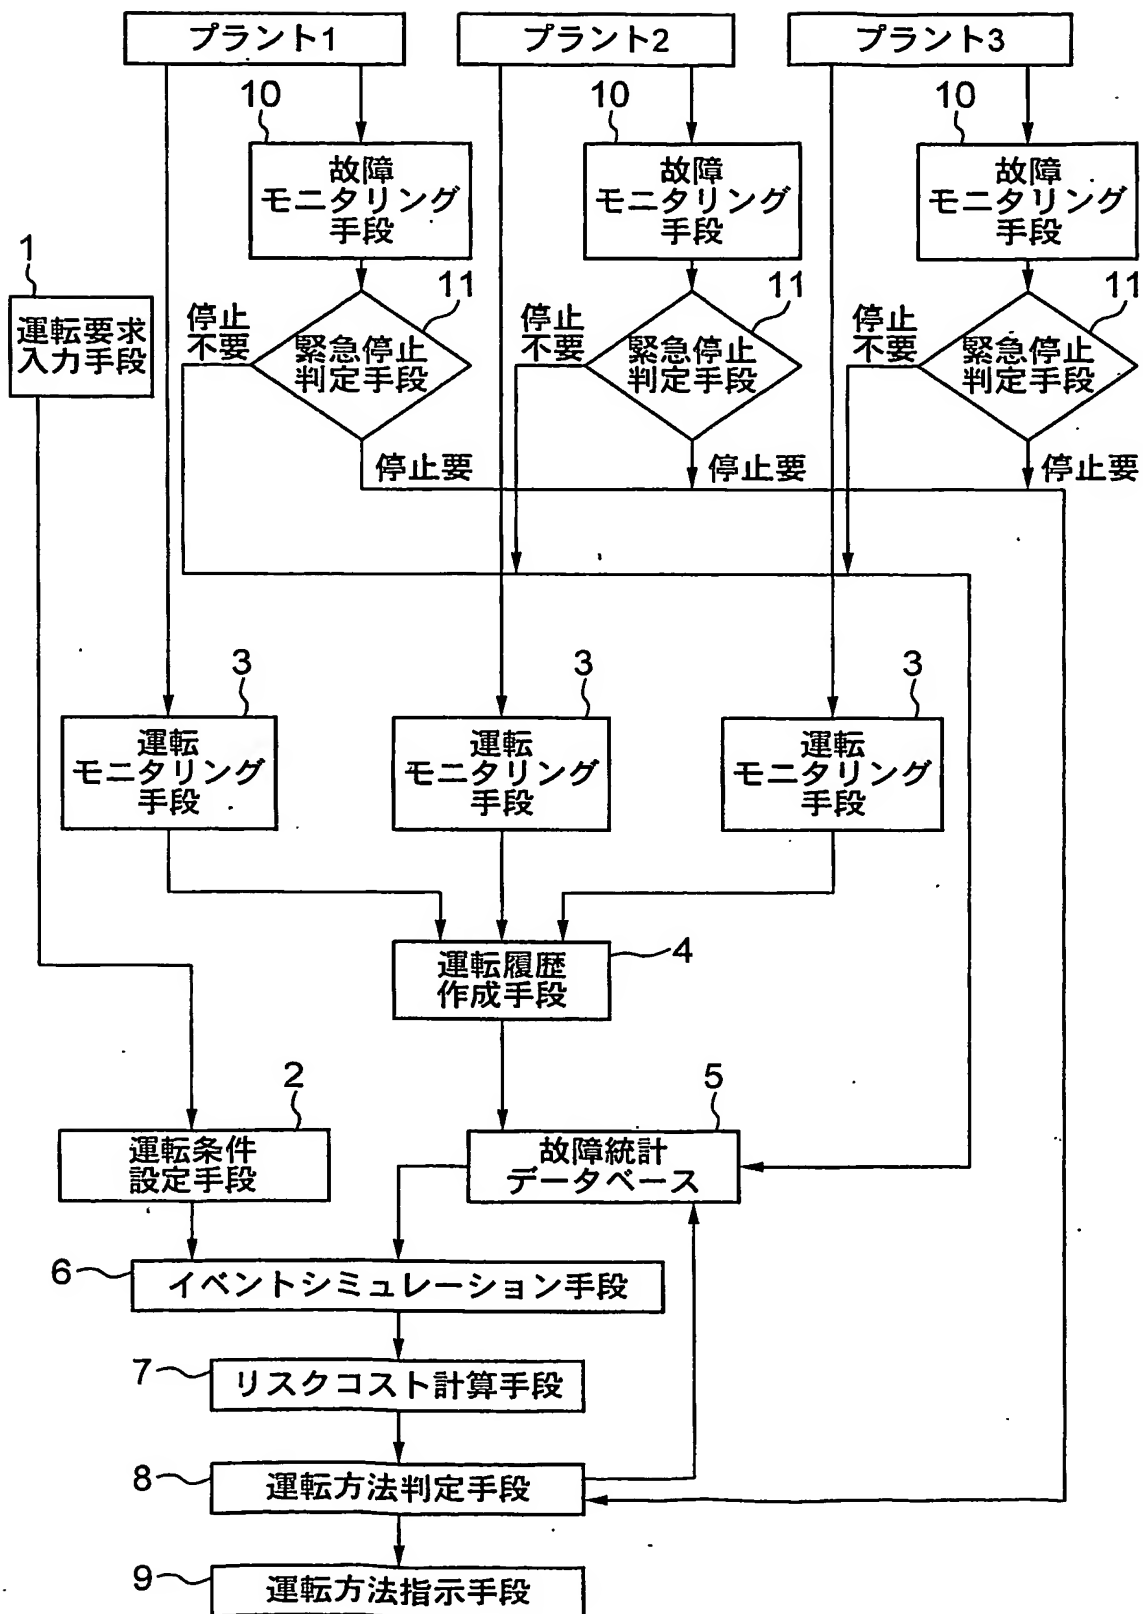 プラント1
プラント2
プラント3
10
10
10
故障
モニタリング
手段
故障
モニタリング
手段
故障
モニタリング
手段
1
運転要求
入力手段
11
11
11
停止
不要
緊急停止
判定手段
停止
不要
緊急停止
判定手段
停止
不要
緊急停止
判定手段
停止要
停止要
停止要
3
3
3
運転
モニタリング
手段
運転
モニタリング
手段
運転
モニタリング
手段
運転履歴
作成手段
4
2
運転条件
設定手段
5
故障統計
データベース
6
イベントシミュレーション手段
7
リスクコスト計算手段
8
運転方法判定手段
9
運転方法指示手段